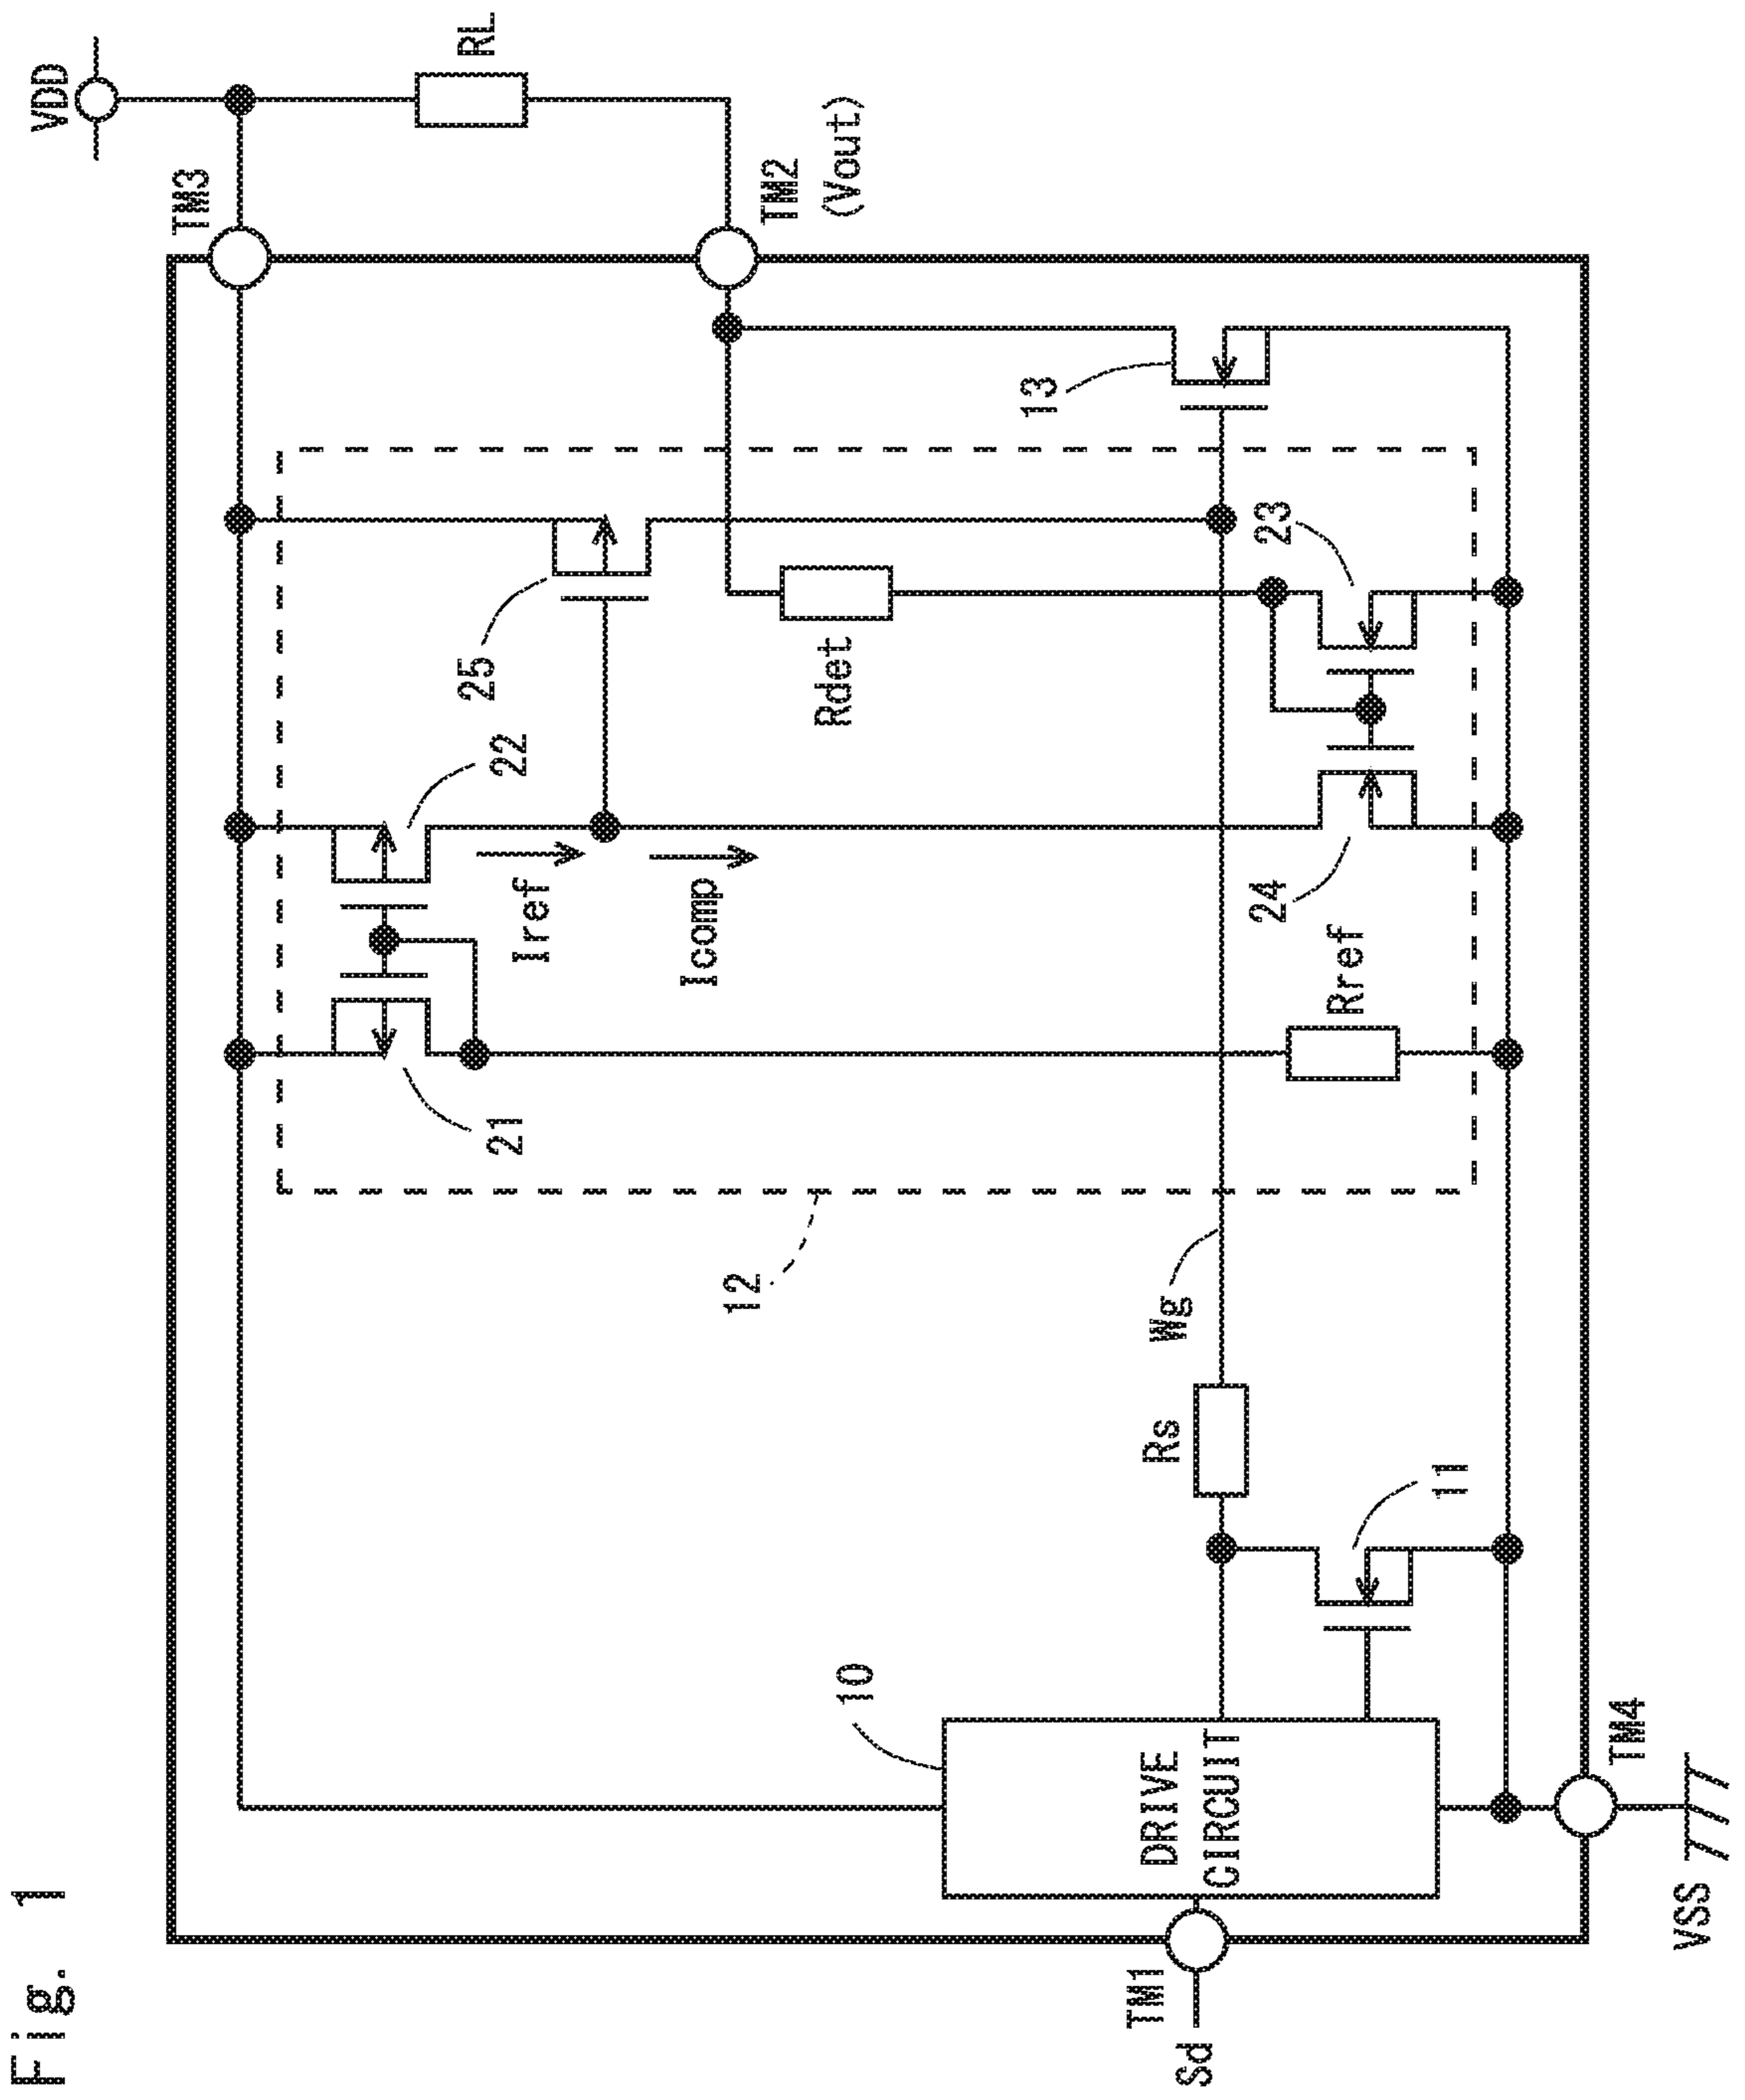 Fig. 1
VDD
TM3
RL
TM2
(Vout)
21
22
25
Iref
Icomp
Rdet
13
12
10
DRIVE
CIRCUIT
TM1
Sd
Rs
Wg
11
Rref
24
23
TM4
VSS